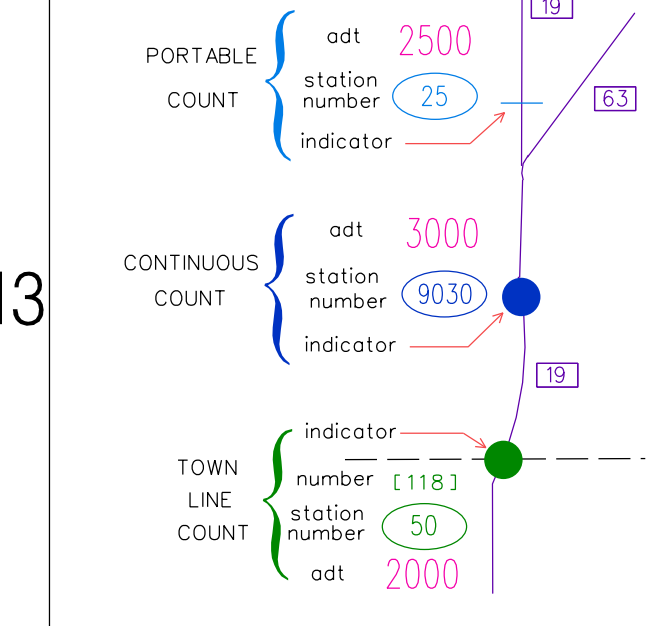 19
adt 2500
PORTABLE
COUNT
station
number 25
63
indicator
adt 3000
CONTINUOUS
COUNT
station
number 9030
13
indicator
19
indicator
TOWN
LINE
COUNT
number [118]
station
number 50
adt 2000